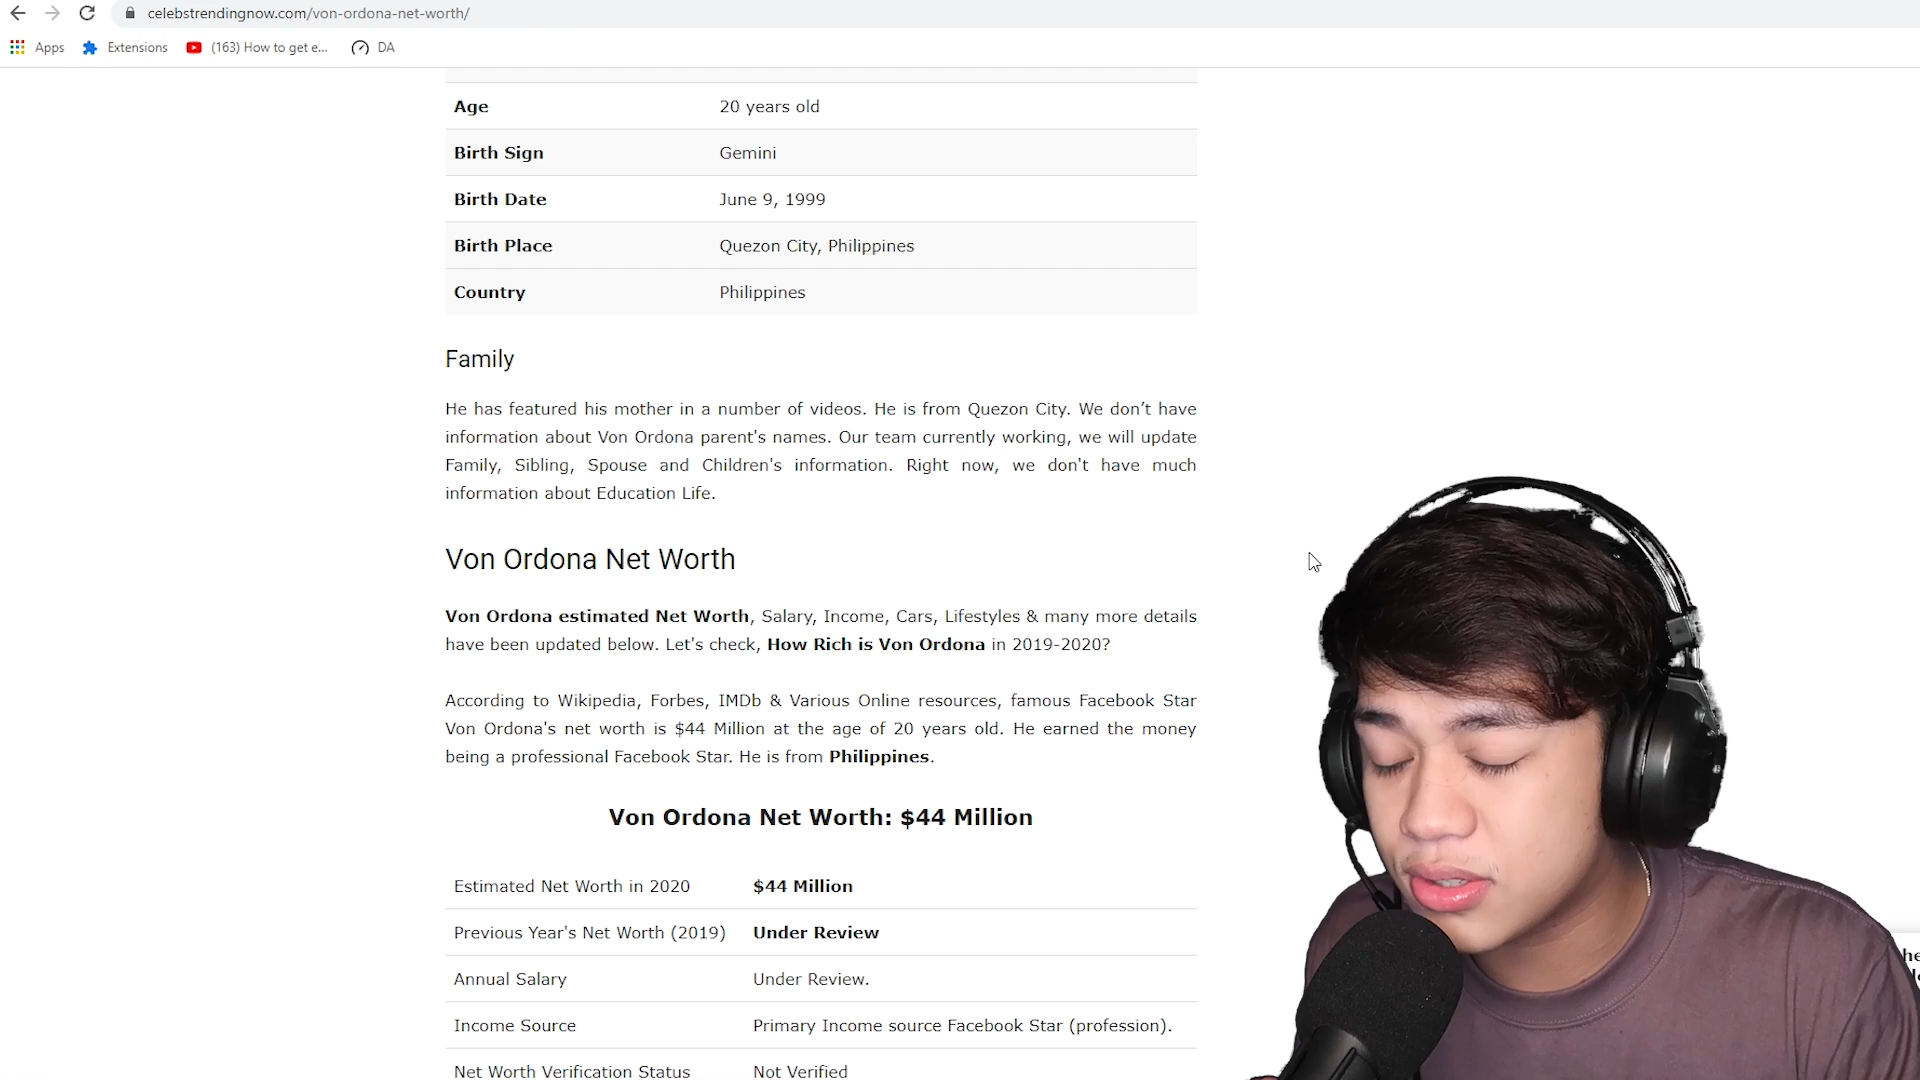 celebstrendingnow.com/von-ordona-net-worth/
Apps
Extensions
(163) How to get e...
DA
Age 20 years old
Birth Sign Gemini
Birth Date June 9, 1999
Birth Place Quezon City, Philippines
Country Philippines
Family
He has featured his mother in a number of videos. He is from Quezon City. We don’t have
information about Von Ordona parent's names. Our team currently working, we will update
Family, Sibling, Spouse and Children's information. Right now, we don't have much
information about Education Life.
Von Ordona Net Worth
Von Ordona estimated Net Worth, Salary, Income, Cars, Lifestyles & many more details
have been updated below. Let's check, How Rich is Von Ordona in 2019-2020?
According to Wikipedia, Forbes, IMDb & Various Online resources, famous Facebook Star
Von Ordona's net worth is $44 Million at the age of 20 years old. He earned the money
being a professional Facebook Star. He is from Philippines.
Von Ordona Net Worth: $44 Million
Estimated Net Worth in 2020 $44 Million
Previous Year's Net Worth (2019) Under Review
Annual Salary Under Review.
Income Source Primary Income source Facebook Star (profession).
Net Worth Verification Status Not Verified